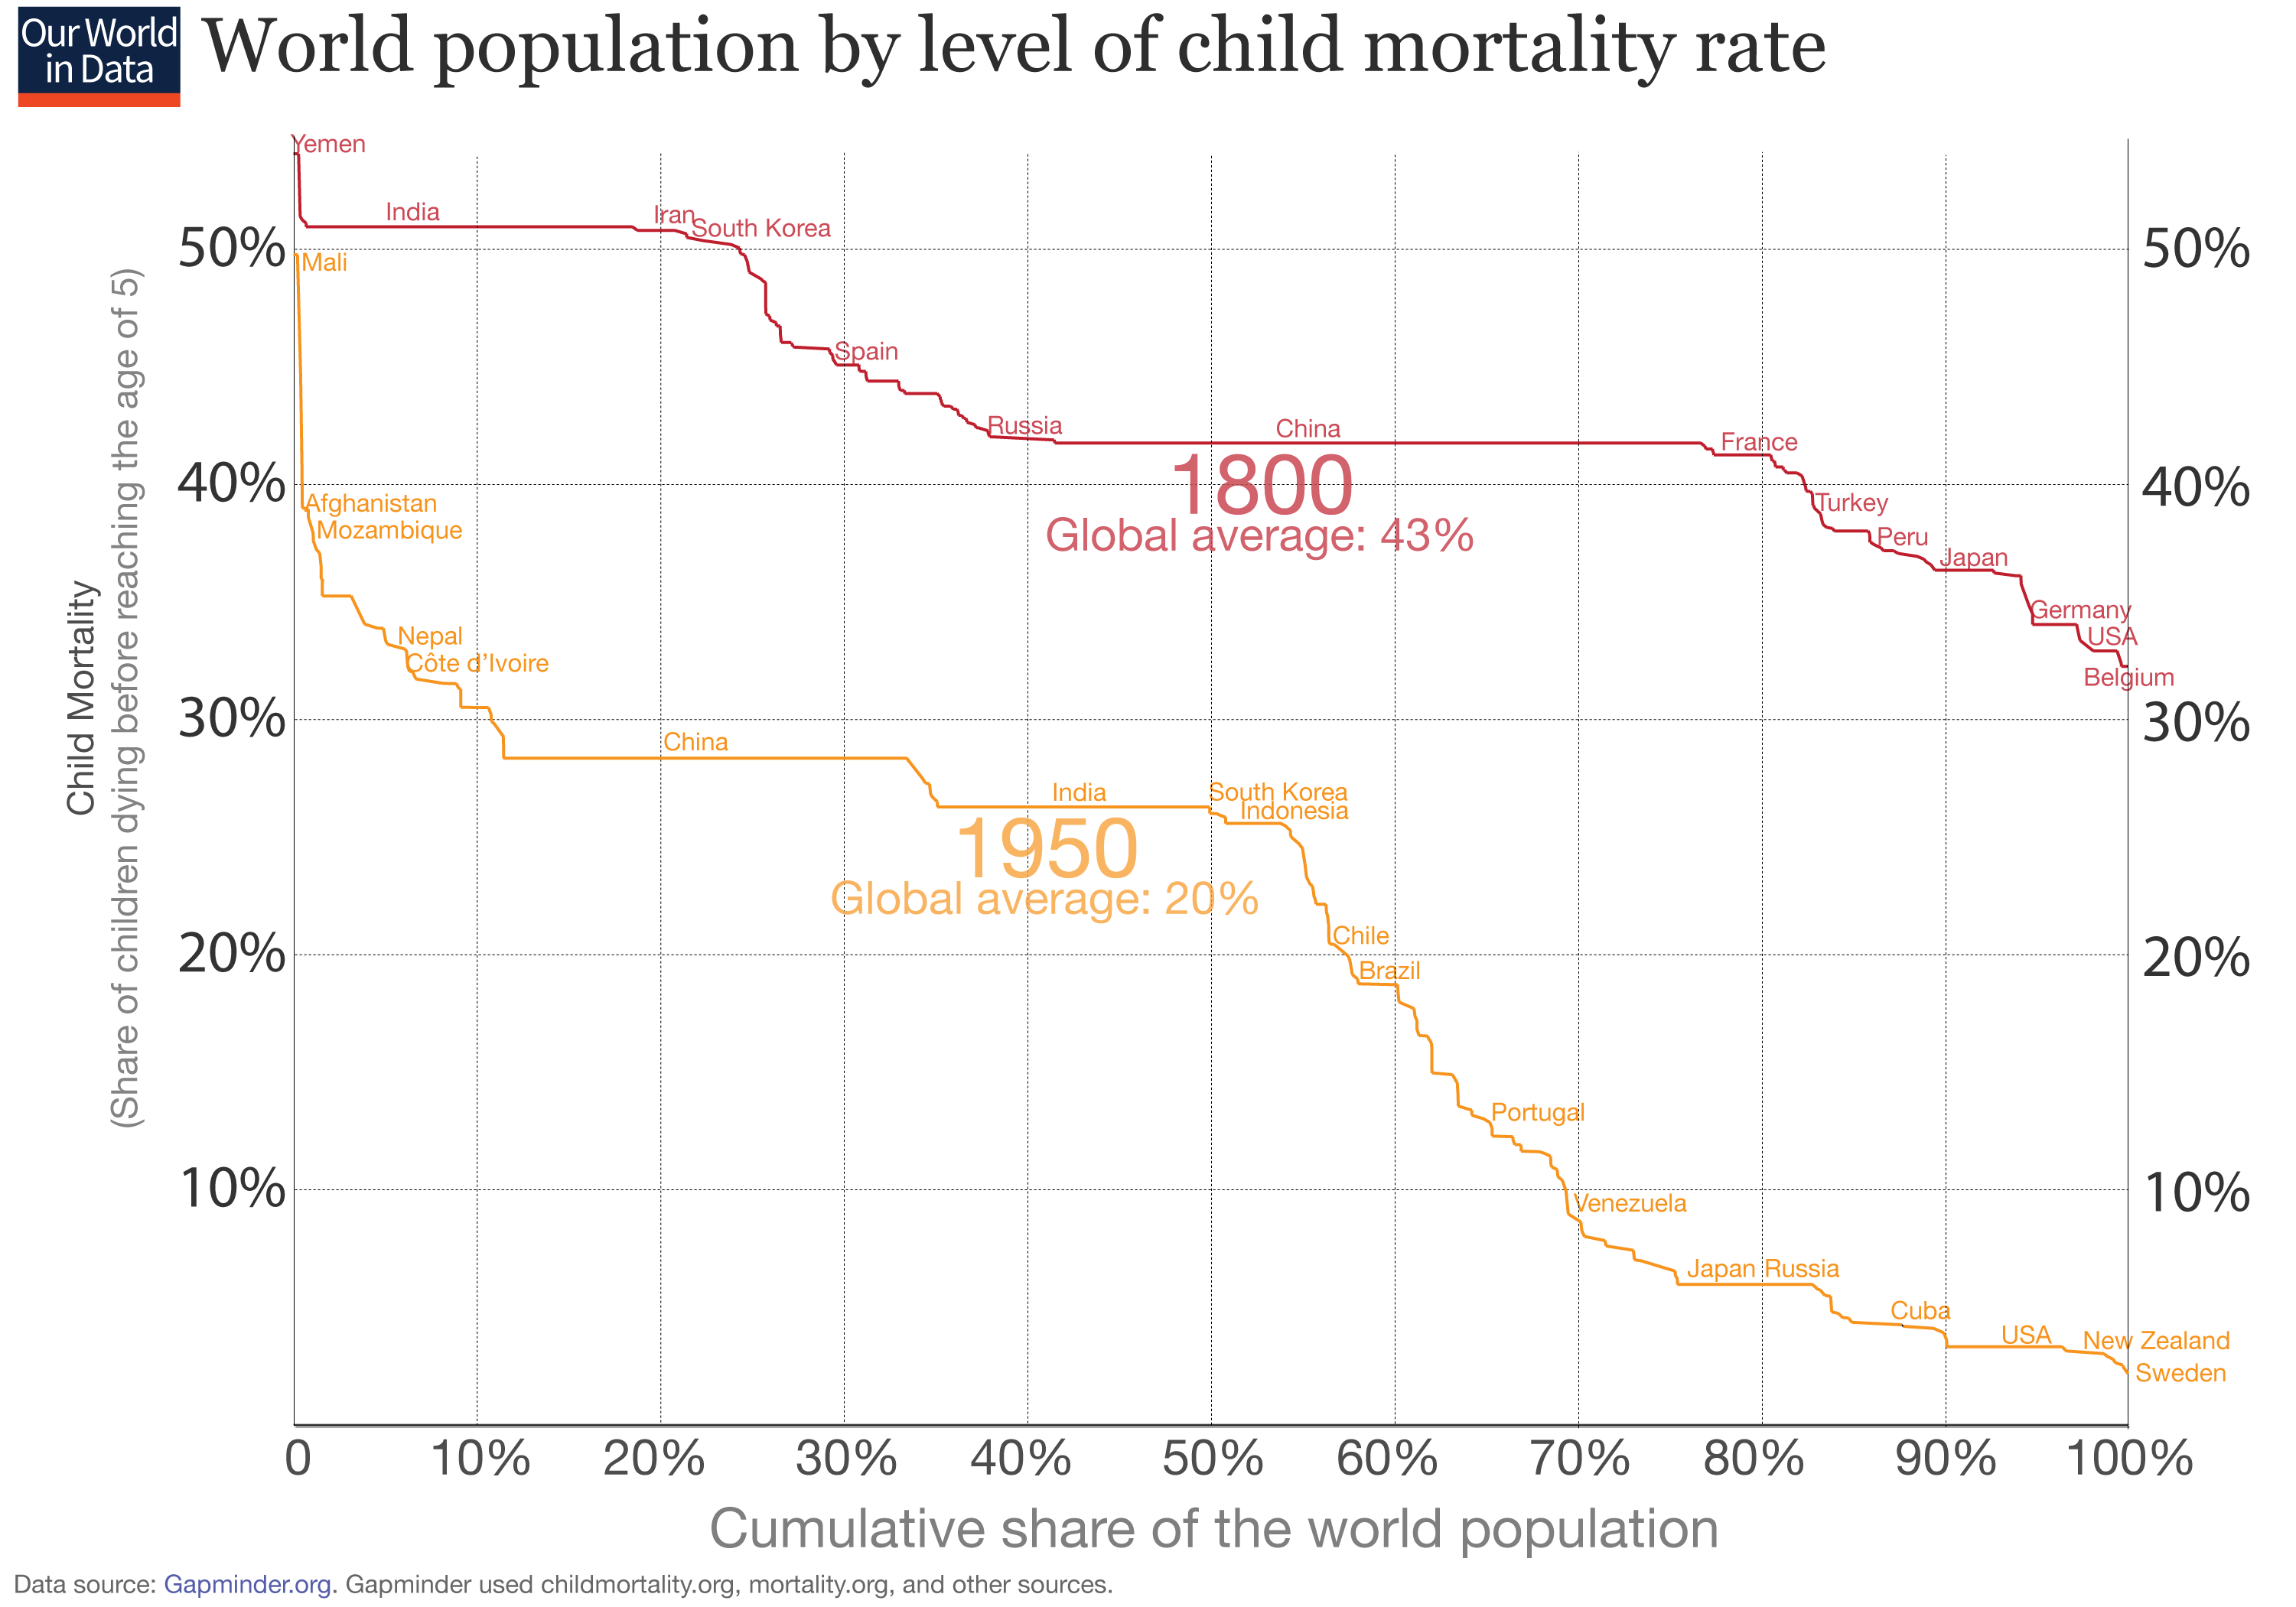 Our World
in Data
World population by level of child mortality rate
Yemen
India
Iran
South Korea
50%
50%
Mali
Spain
Russia
China
France
1800
Global average: 43%
40%
40%
Afghanistan
Mozambique
Turkey
Peru
Japan
Germany
USA
Belgium
Nepal
Côte d'Ivoire
Child Mortality
(Share of children dying before reaching the age of 5)
30%
30%
China
India
South Korea
Indonesia
1950
Global average: 20%
Chile
20%
20%
Brazil
Portugal
10%
10%
Venezuela
Japan Russia
Cuba
USA
New Zealand
Sweden
0 10% 20% 30% 40% 50% 60% 70% 80% 90% 100%
Cumulative share of the world population
Data source: Gapminder.org. Gapminder used childmortality.org, mortality.org, and other sources.